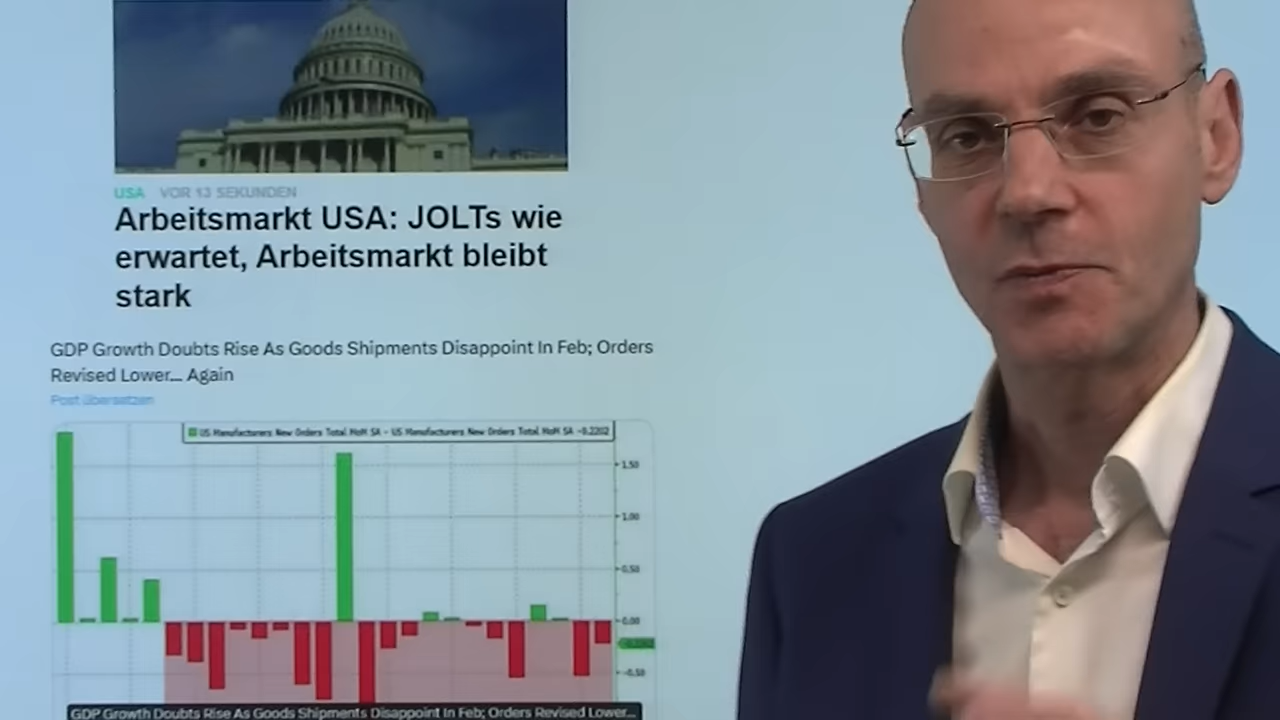 USA VOR 13 SEKUNDEN
Arbeitsmarkt USA: JOLTs wie
erwartet, Arbeitsmarkt bleibt
stark
GDP Growth Doubts Rise As Goods Shipments Disappoint In Feb; Orders
Revised Lower... Again
Post übersetzen
US Manufacturers New Orders Total MoM SA - US Manufacturers New Orders Total MoM SA -0.2202
1.50
1.00
0.50
0.00
-0.50
GDP Growth Doubts Rise As Goods Shipments Disappoint In Feb; Orders Revised Lower...